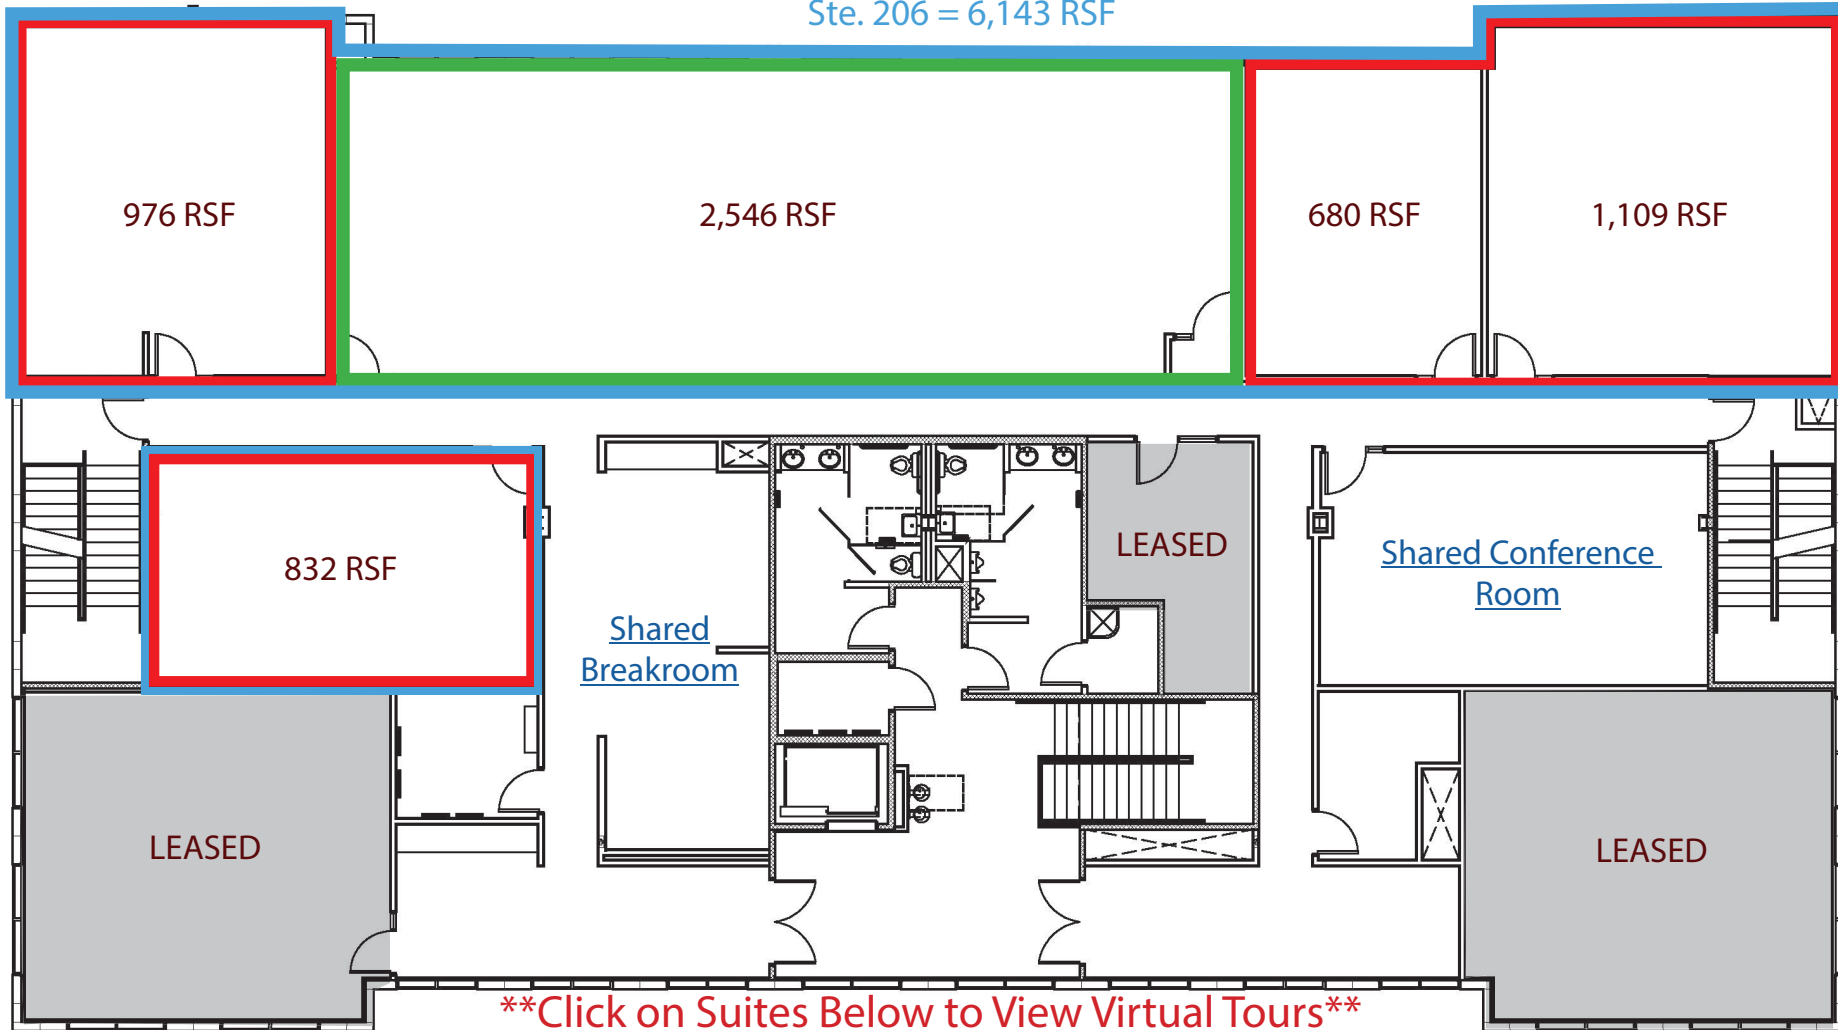 Ste. 206 = 6,143 RSF
976 RSF
2,546 RSF
680 RSF
1,109 RSF
LEASED
Shared Conference
Room
832 RSF
Shared
Breakroom
LEASED
LEASED
**Click on Suites Below to View Virtual Tours**